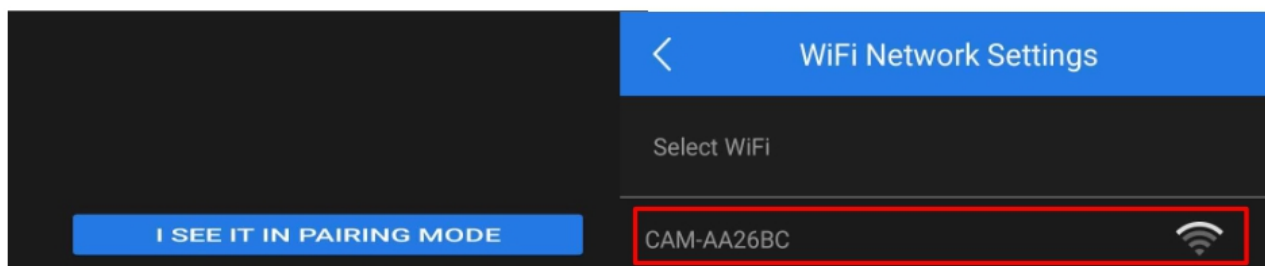 I SEE IT IN PAIRING MODE
WiFi Network Settings
Select WiFi
CAM-AA26BC